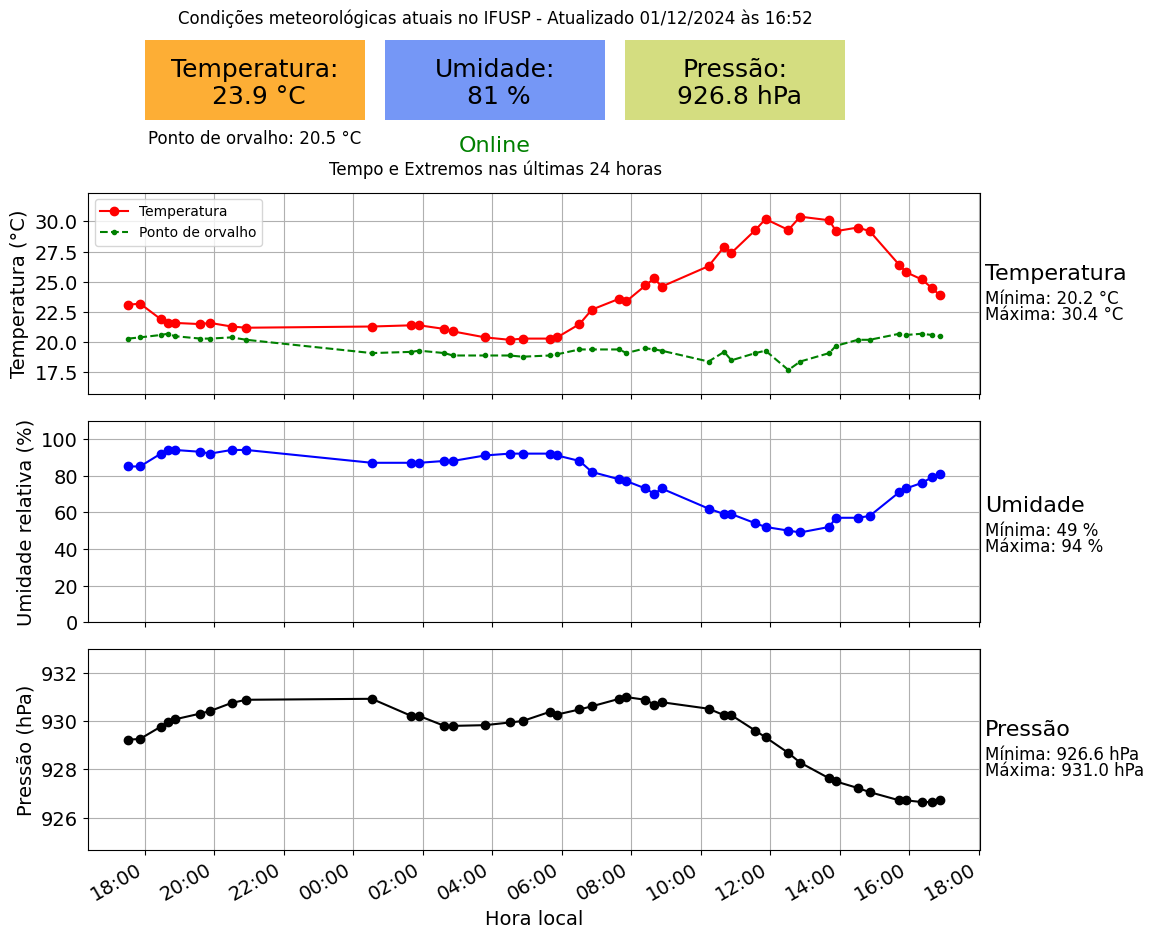 Condições meteorológicas atuais no IFUSP - Atualizado 01/12/2024 às 16:52
Temperatura:
23.9 °C
Umidade:
81 %
Pressão:
926.8 hPa
Ponto de orvalho: 20.5 °C
Online
Tempo e Extremos nas últimas 24 horas
Temperatura (°C)
30.0
27.5
25.0
22.5
20.0
17.5
Temperatura
Ponto de orvalho
Temperatura
Mínima: 20.2 °C
Máxima: 30.4 °C
Umidade relativa (%)
100
80
60
40
20
0
Umidade
Mínima: 49 %
Máxima: 94 %
Pressão (hPa)
932
930
928
926
Pressão
Mínima: 926.6 hPa
Máxima: 931.0 hPa
18:00
20:00
22:00
00:00
02:00
04:00
06:00
08:00
10:00
12:00
14:00
16:00
18:00
Hora local